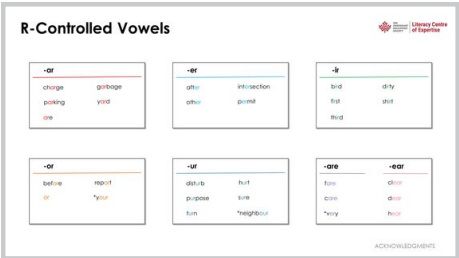 R-Controlled Vowels
Literacy Centre
of Expertise
-ar
charge garbage
parking yard
are
-er
after intersection
other permit
-ir
bird dirty
first shirt
third
-or
before report
or *your
-ur
disturb hurt
purpose sure
turn *neighbour
-are -ear
fare clear
care dear
*very hear
ACKNOWLEDGMENTS